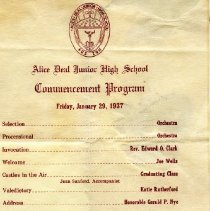 Alice Deal Junior High School
Commencement Program
Friday, January 29, 1937
Selection Orchestra
Processional Orchestra
Invocation Rev. Edward O. Clark
Welcome Joe Wells
Castles in the Air Graduating Class
Jean Sanford, Accompanist
Valedictory Katie Rutherford
Address Honorable Gerald P. Nye